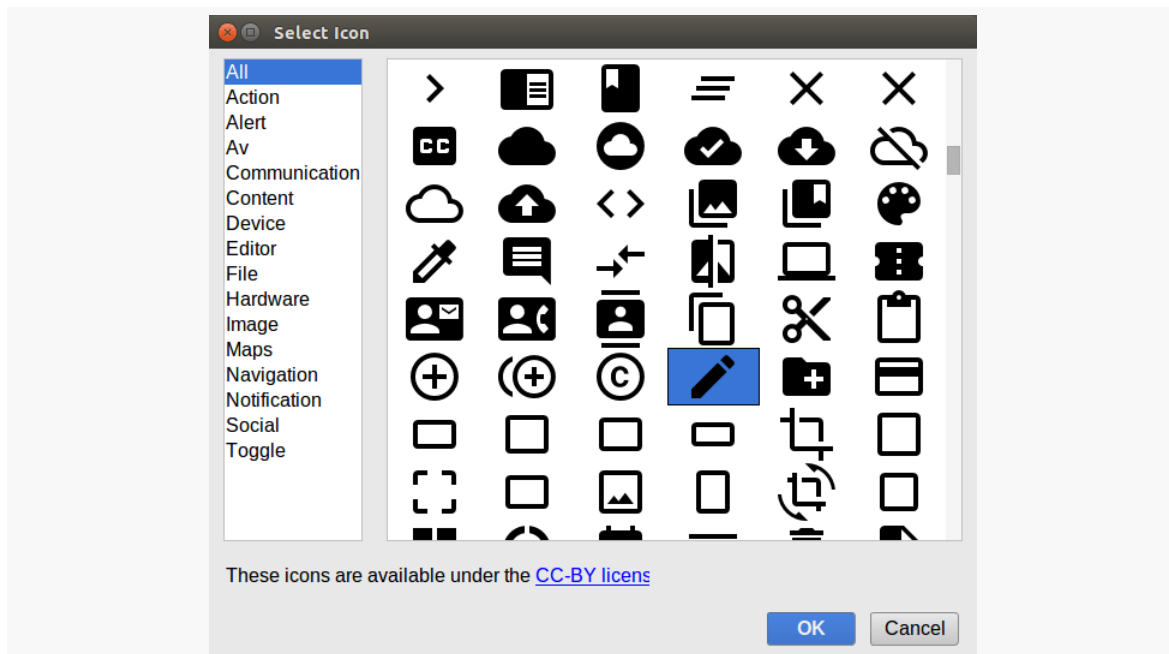 Select Icon
All
Action
Alert
Av
Communication
Content
Device
Editor
File
Hardware
Image
Maps
Navigation
Notification
Social
Toggle
CC
C
These icons are available under the CC-BY licens
OK
Cancel